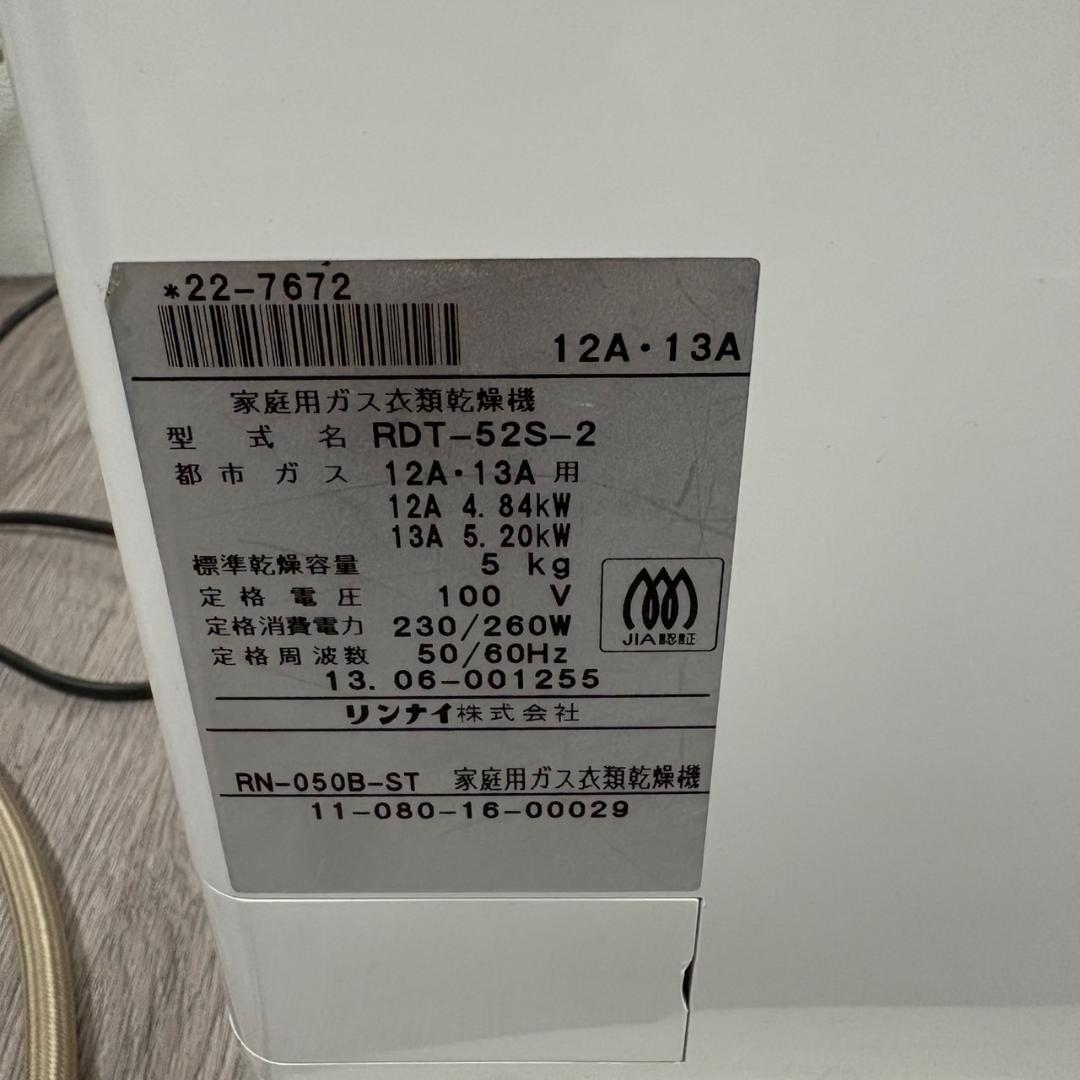 *22-7672
12A・13A
家庭用ガス衣類乾燥機
型式名 RDT-52S-2
都市ガス 12A・13A用
12A 4.84kW
13A 5.20kW
標準乾燥容量 5 kg
定格電圧 100 V
定格消費電力 230/260W
定格周波数 50/60Hz
JIA認証
13.06-001255
リンナイ株式会社
RN-050B-ST 家庭用ガス衣類乾燥機
11-080-16-00029